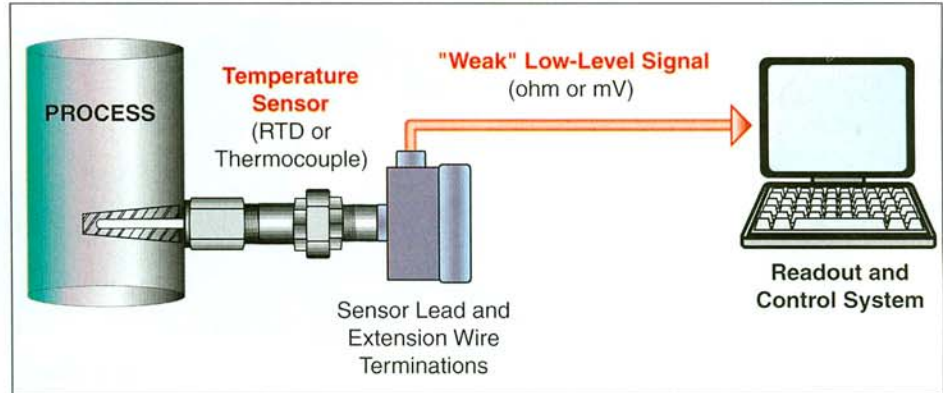 PROCESS
Temperature
Sensor
(RTD or
Thermocouple)
"Weak" Low-Level Signal
(ohm or mV)
Sensor Lead and
Extension Wire
Terminations
Readout and
Control System